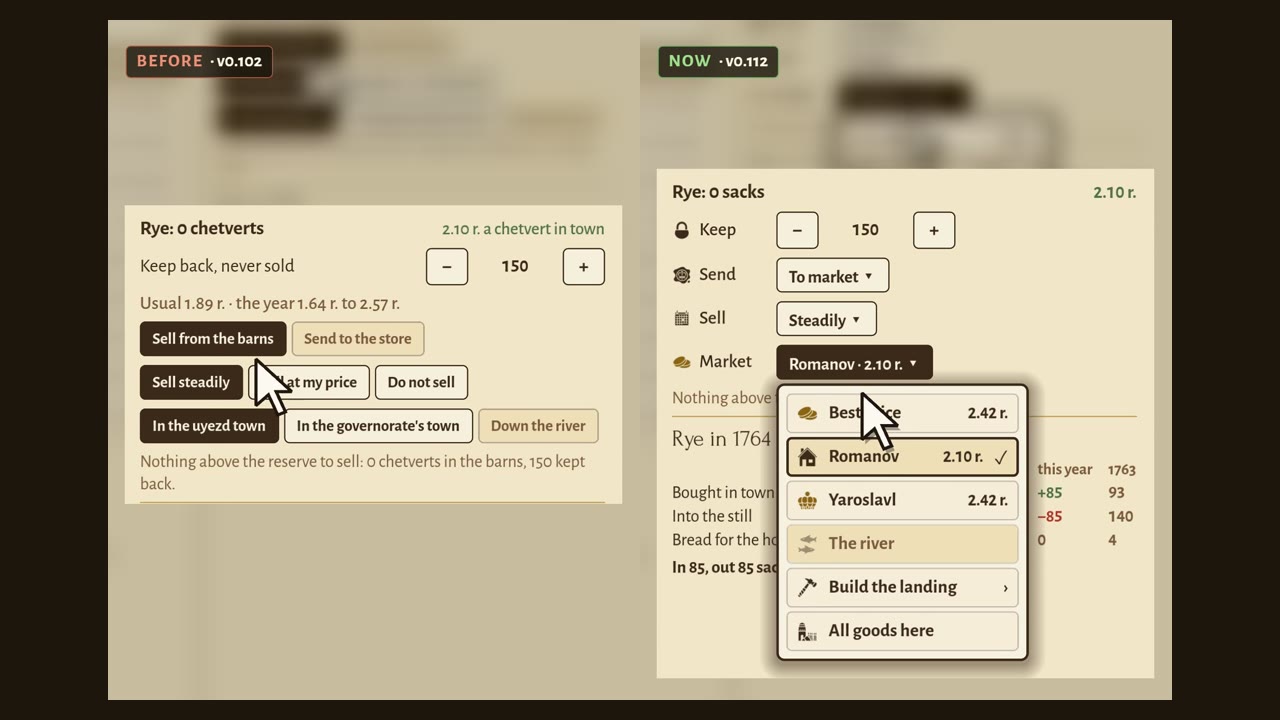 BEFORE · v0.102
Rye: 0 chetverts
2.10 r. a chetvert in town
Keep back, never sold
−
150
+
Usual 1.89 r. · the year 1.64 r. to 2.57 r.
Sell from the barns
Send to the store
Sell steadily
at my price
Do not sell
In the uyezd town
In the governorate's town
Down the river
Nothing above the reserve to sell: 0 chetverts in the barns, 150 kept
back.
NOW · v0.112
Rye: 0 sacks
2.10 r.
Keep
−
150
+
Send
To market ▾
Sell
Steadily ▾
Market
Romanov · 2.10 r. ▾
Nothing above
Best 2.42 r.
Romanov 2.10 r. ✓
Yaroslavl 2.42 r.
The river
Build the landing ›
All goods here
Rye in 1764
this year 1763
Bought in town +85 93
Into the still −85 140
Bread for the 0 4
In 85, out 85